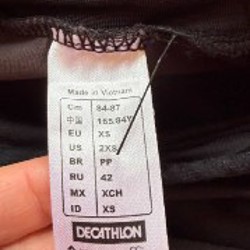 Made in Vietnam
Cm 84-87
中国 165.84Y
EU XS
US 2XS
BR PP
RU 42
MX XCH
ID XS
DECATHLON